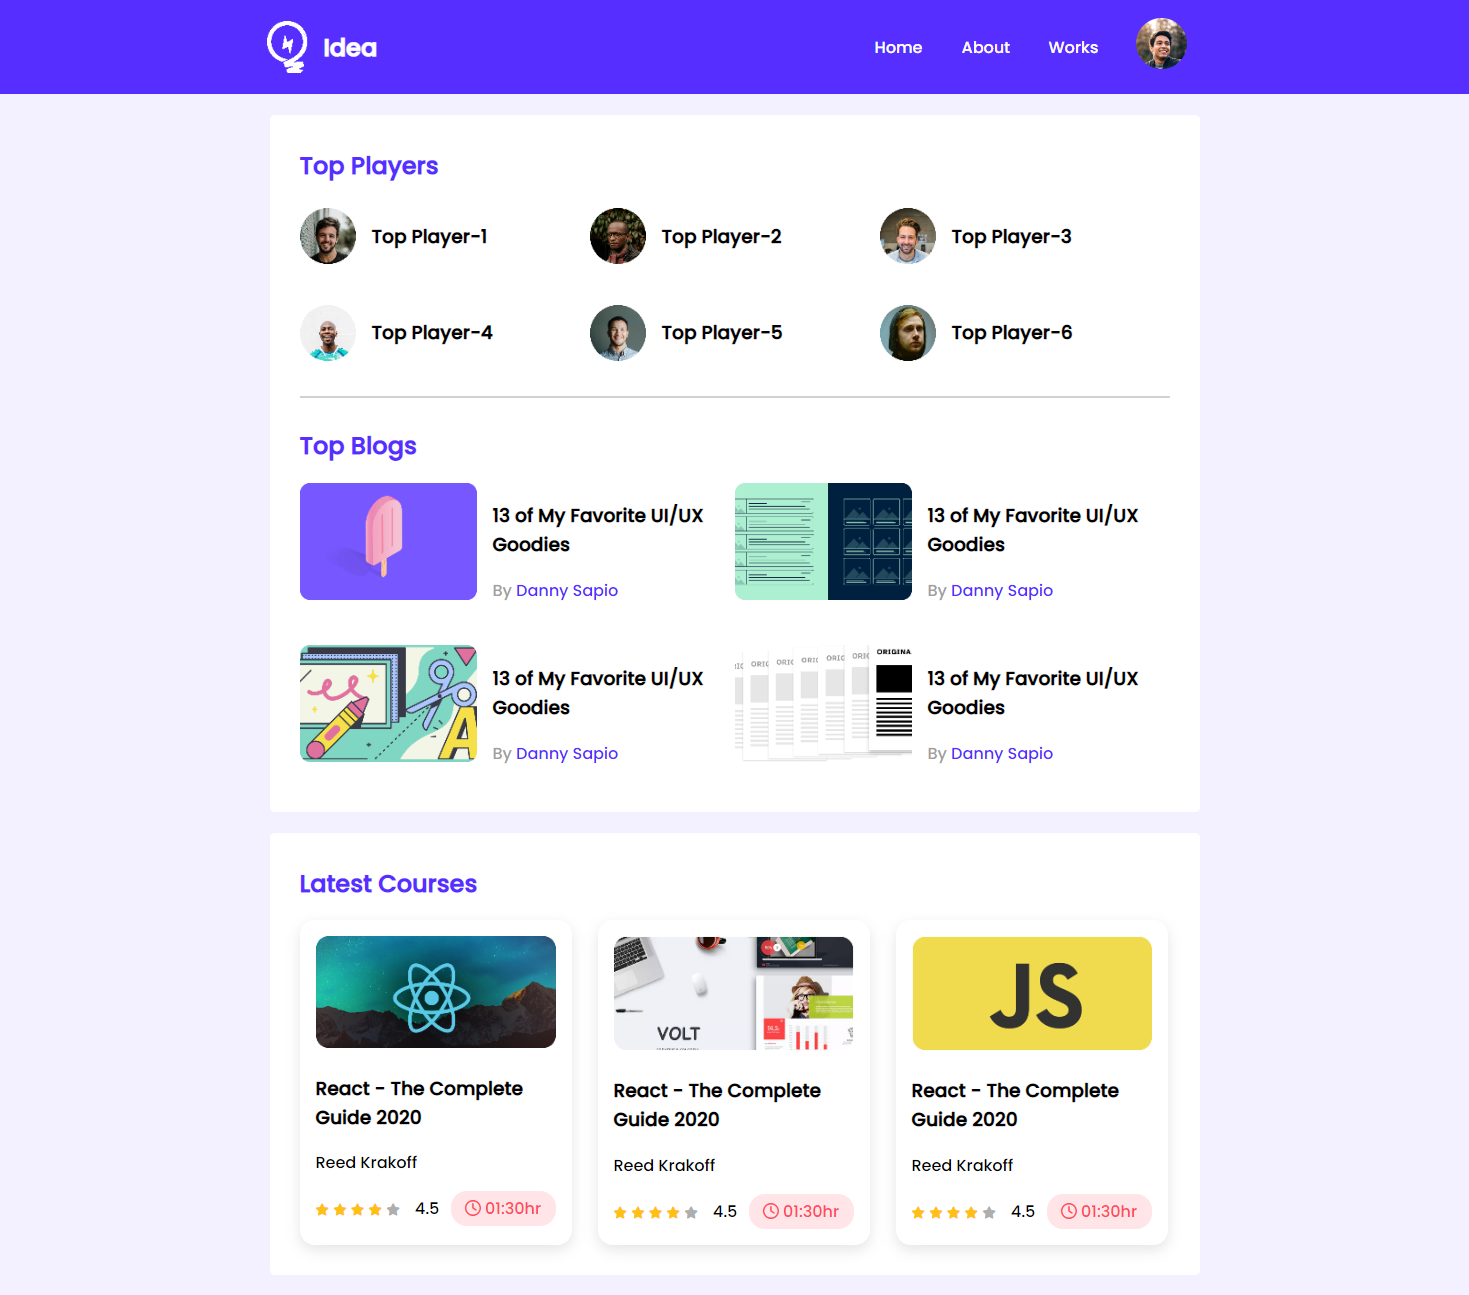 Idea
Home
About
Works
Top Players
Top Player-1
Top Player-2
Top Player-3
Top Player-4
Top Player-5
Top Player-6
Top Blogs
13 of My Favorite UI/UX
Goodies
By Danny Sapio
13 of My Favorite UI/UX
Goodies
By Danny Sapio
A
13 of My Favorite UI/UX
Goodies
By Danny Sapio
ORIGINA
13 of My Favorite UI/UX
Goodies
By Danny Sapio
Latest Courses
React - The Complete
Guide 2020
Reed Krakoff
4.5
01:30hr
VOLT
React - The Complete
Guide 2020
Reed Krakoff
4.5
01:30hr
JS
React - The Complete
Guide 2020
Reed Krakoff
4.5
01:30hr